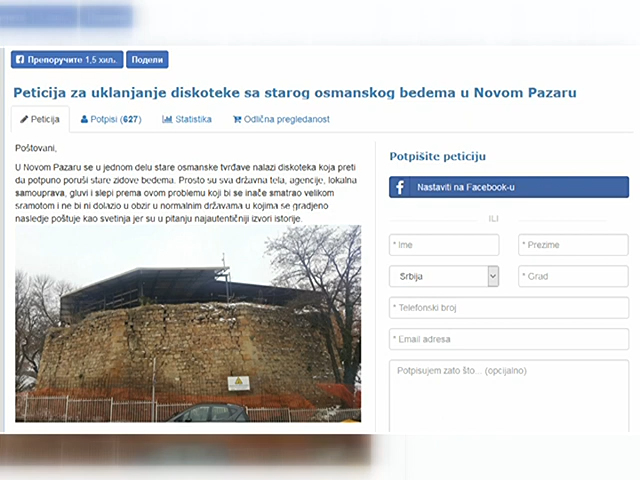 Препоручите 1,5 хиљ. Подели
Peticija za uklanjanje diskoteke sa starog osmanskog bedema u Novom Pazaru
Peticija Potpisi (627) Statistika Odlična pregledanost
Poštovani,
U Novom Pazaru se u jednom delu stare osmanske tvrđave nalazi diskoteka koja preti
da potpuno poruši stare zidove bedema. Prosto su sva državna tela, agencije, lokalna
samouprava, gluvi i slepi prema ovom problemu koji bi se inače smatrao velikom
sramotom i ne bi ni dolazio u obzir u normalnim državama u kojima se gradjeno
nasledje poštuje kao svetinja jer su u pitanju najautentičniji izvori istorije.
Potpišite peticiju
Nastaviti na Facebook-u
ILI
* Ime
* Prezime
Srbija
* Grad
* Telefonski broj
* Email adresa
Potpisujem zato što... (opcijalno)